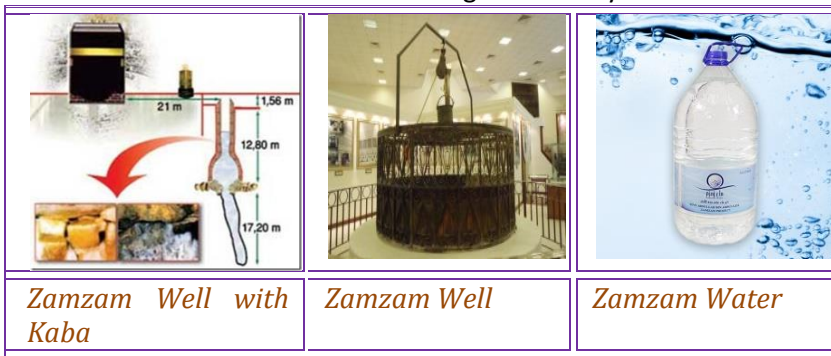 21 m
1,56 m
12,80 m
17,20 m
Zamzam Well with
Kaba
Zamzam Well
Zamzam Water